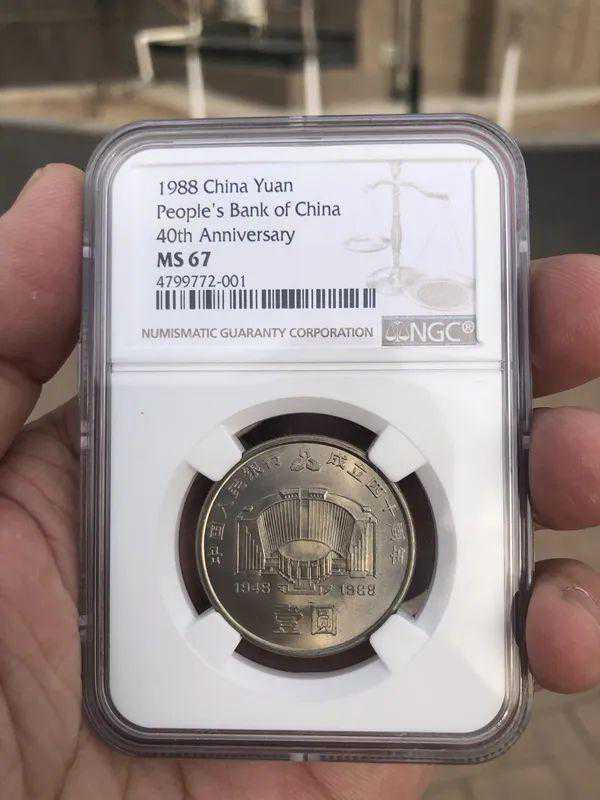 1988 China Yuan
People's Bank of China
40th Anniversary
MS 67
4799772-001
NUMISMATIC GUARANTY CORPORATION
NGC®
中国人民银行 成立四十周年
1948 1988
壹圆